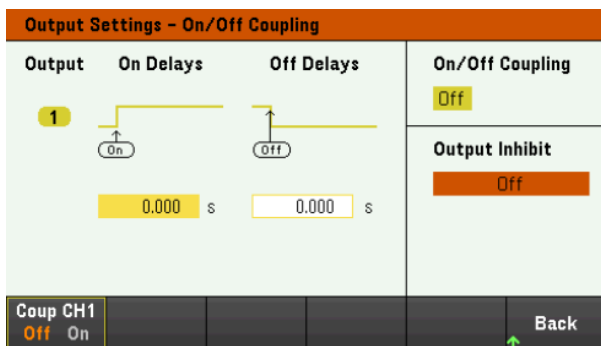 Output Settings - On/Off Coupling
Output On Delays Off Delays On/Off Coupling
Off
1
On Off
Output Inhibit
Off
0.000 s 0.000 s
Coup CH1
Off On
Back